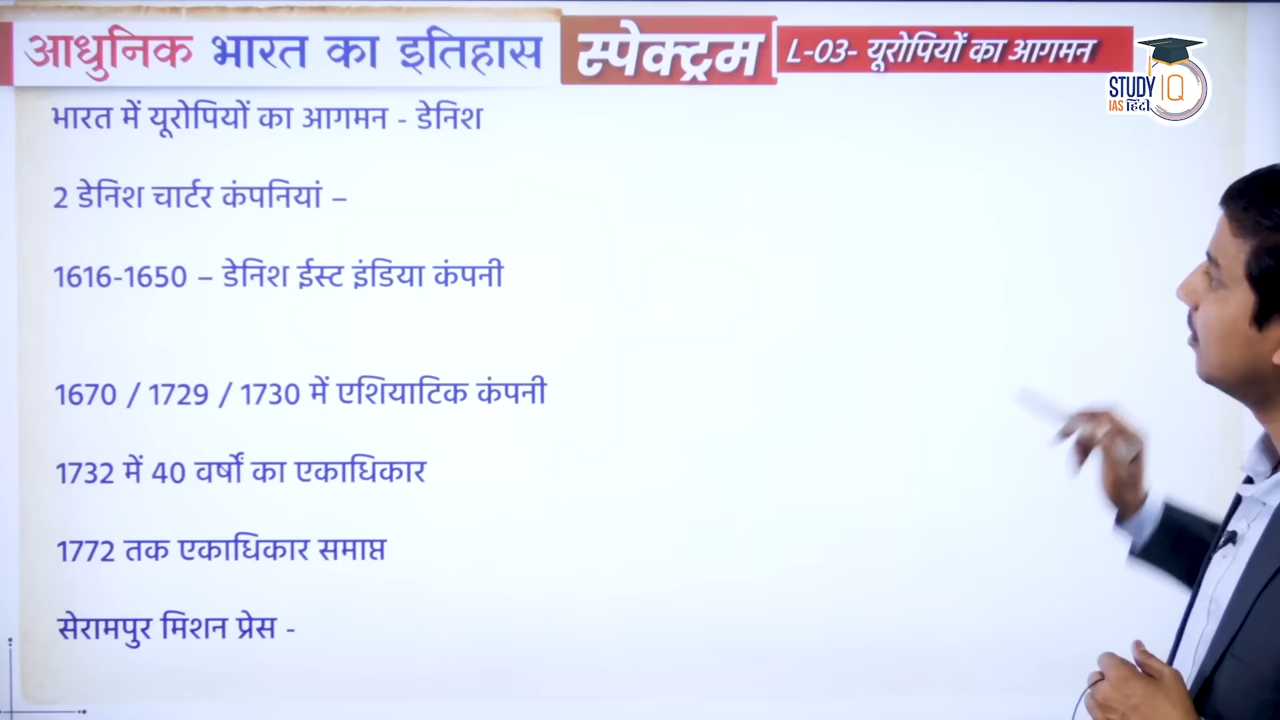 आधुनिक भारत का इतिहास स्पेक्ट्रम L-03- यूरोपियों का आगमन
STUDY IQ
IAS हिंदी
भारत में यूरोपियों का आगमन - डेनिश
2 डेनिश चार्टर कंपनियां –
1616-1650 – डेनिश ईस्ट इंडिया कंपनी
1670 / 1729 / 1730 में एशियाटिक कंपनी
1732 में 40 वर्षों का एकाधिकार
1772 तक एकाधिकार समाप्त
सेरामपुर मिशन प्रेस -